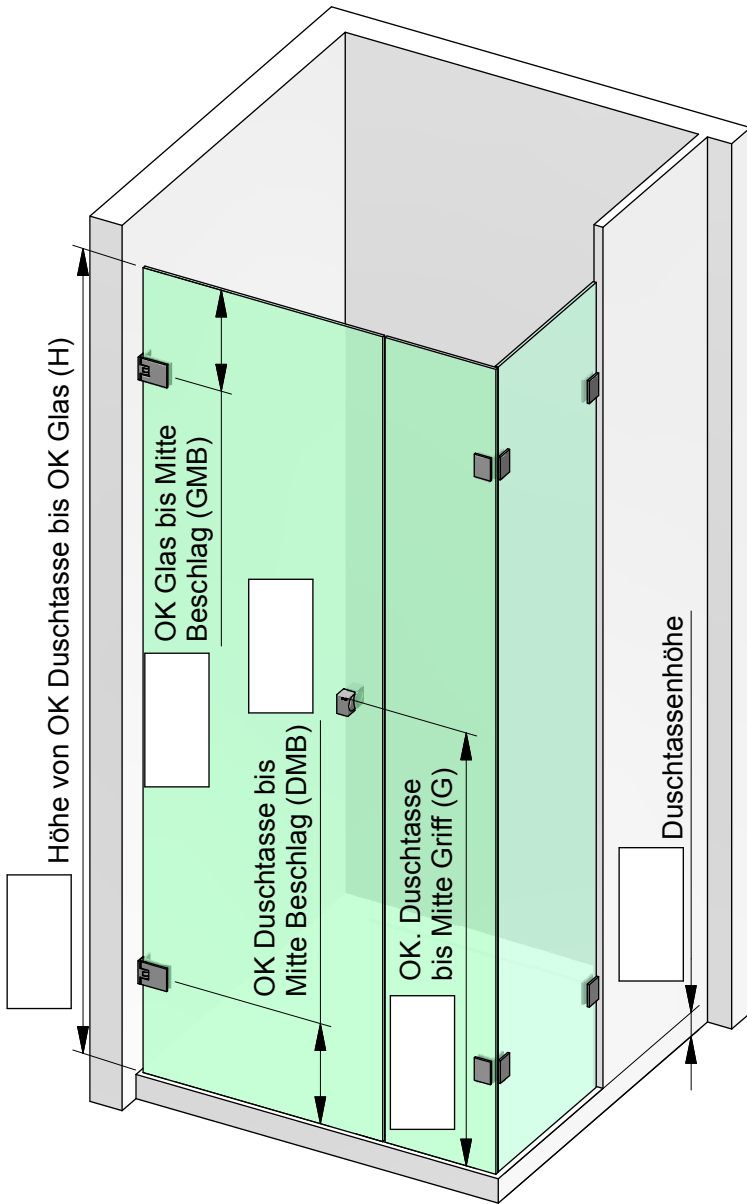 Höhe von OK Duschtasse bis OK Glas (H)
OK Glas bis Mitte
Beschlag (GMB)
OK Duschtasse bis
Mitte Beschlag (DMB)
OK. Duschtasse
bis Mitte Griff (G)
Duschtassenhöhe